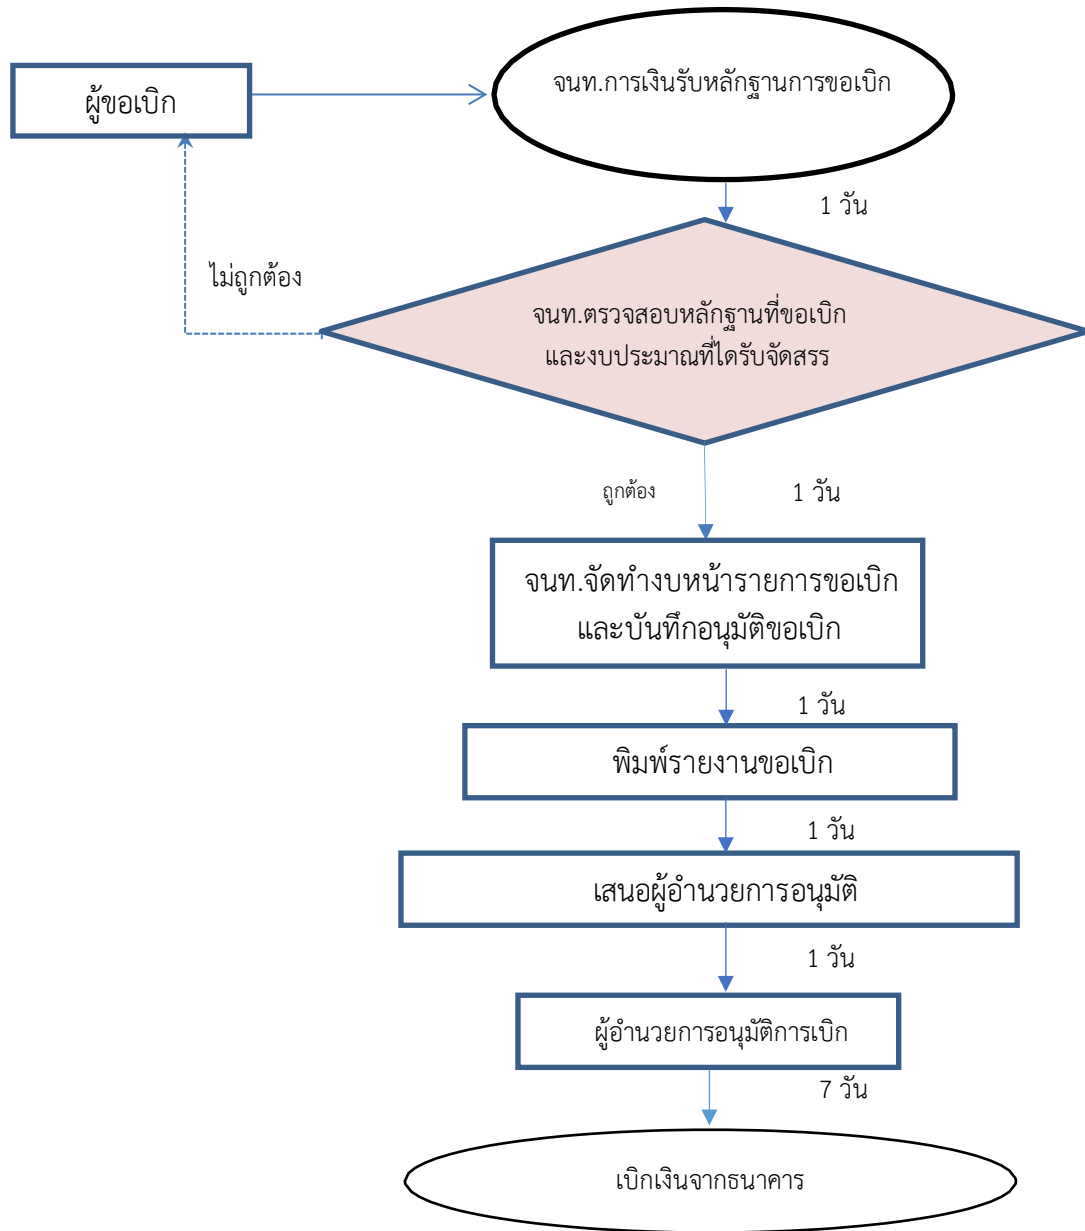 ผู้ขอเบิก
จนท.การเงินรับหลักฐานการขอเบิก
1 วัน
ไม่ถูกต้อง
จนท.ตรวจสอบหลักฐานที่ขอเบิก
และงบประมาณที่ไดรับจัดสรร
ถูกต้อง
1 วัน
จนท.จัดทำงบหน้ารายการขอเบิก
และบันทึกอนุมัติขอเบิก
1 วัน
พิมพ์รายงานขอเบิก
1 วัน
เสนอผู้อำนวยการอนุมัติ
1 วัน
ผู้อำนวยการอนุมัติการเบิก
7 วัน
เบิกเงินจากธนาคาร